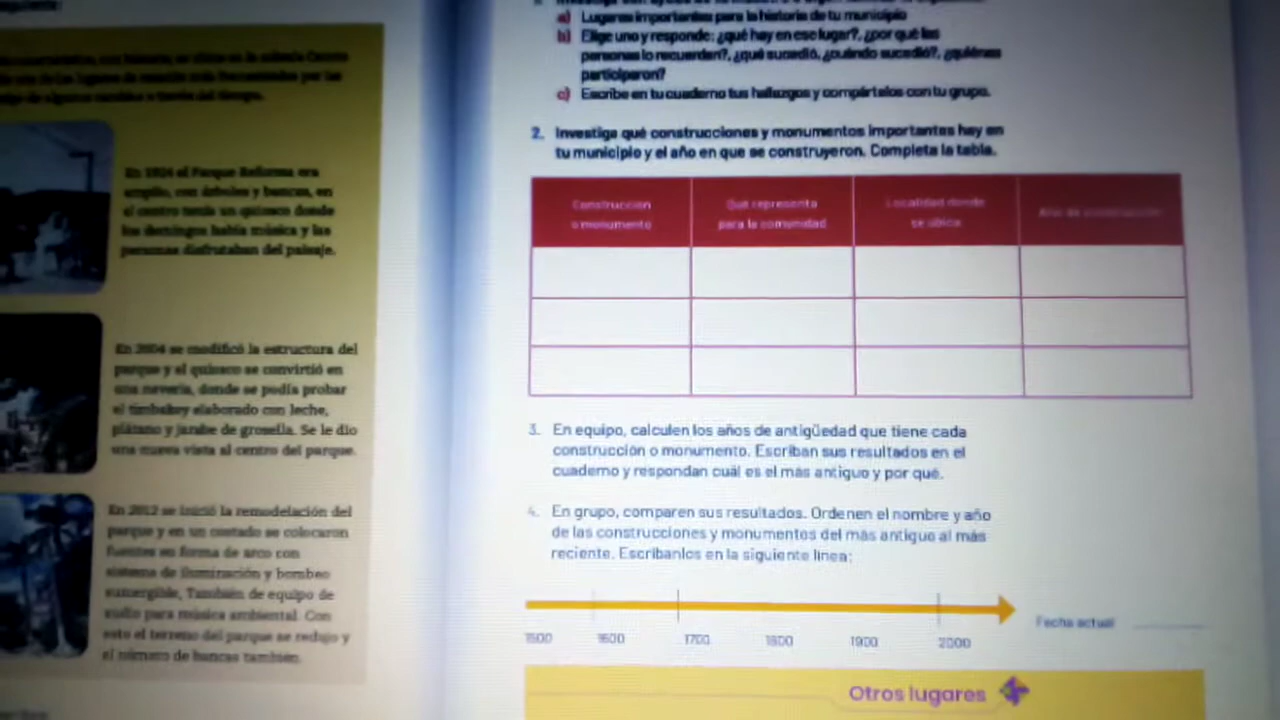 En 1924 el Parque Reforma era
amplio, con árboles y bancas, en
el centro tenía un quiosco donde
los domingos había música y las
personas disfrutaban del paisaje.
En 2004 se modificó la estructura del
parque y el quiosco se convirtió en
una nevería, donde se podía probar
el timbakey elaborado con leche,
plátano y jarabe de grosella. Se le dio
una nueva vista al centro del parque.
En 2012 se inició la remodelación del
parque y en un costado se colocaron
fuentes en forma de arco con
sistema de iluminación y bombeo
sumergible, También de equipo de
audio para música ambiental. Con
esto el terreno del parque se redujo y
el número de bancas también.
a) Lugares importantes para la historia de tu municipio
b) Elige uno y responde: ¿qué hay en ese lugar?, ¿por qué las
personas lo recuerdan?, ¿qué sucedió, ¿cuándo sucedió?, ¿quiénes
participaron?
c) Escribe en tu cuaderno tus hallazgos y compártelos con tu grupo.
2. Investiga qué construcciones y monumentos importantes hay en
tu municipio y el año en que se construyeron. Completa la tabla.
Construcción
o monumento
Qué representa
para la comunidad
Localidad donde
se ubica
Año de construcción
3. En equipo, calculen los años de antigüedad que tiene cada
construcción o monumento. Escriban sus resultados en el
cuaderno y respondan cuál es el más antiguo y por qué.
4. En grupo, comparen sus resultados. Ordenen el nombre y año
de las construcciones y monumentos del más antiguo al más
reciente. Escríbanlos en la siguiente línea:
1500 1600 1700 1800 1900 2000
Fecha actual
Otros lugares